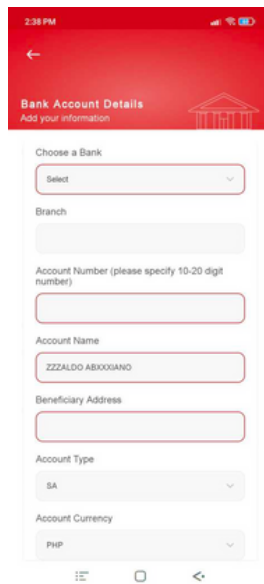 2:38 PM
Bank Account Details
Add your information
Choose a Bank
Select
Branch
Account Number (please specify 10-20 digit
number)
Account Name
ZZZALDO ABXXXIANO
Beneficiary Address
Account Type
SA
Account Currency
PHP